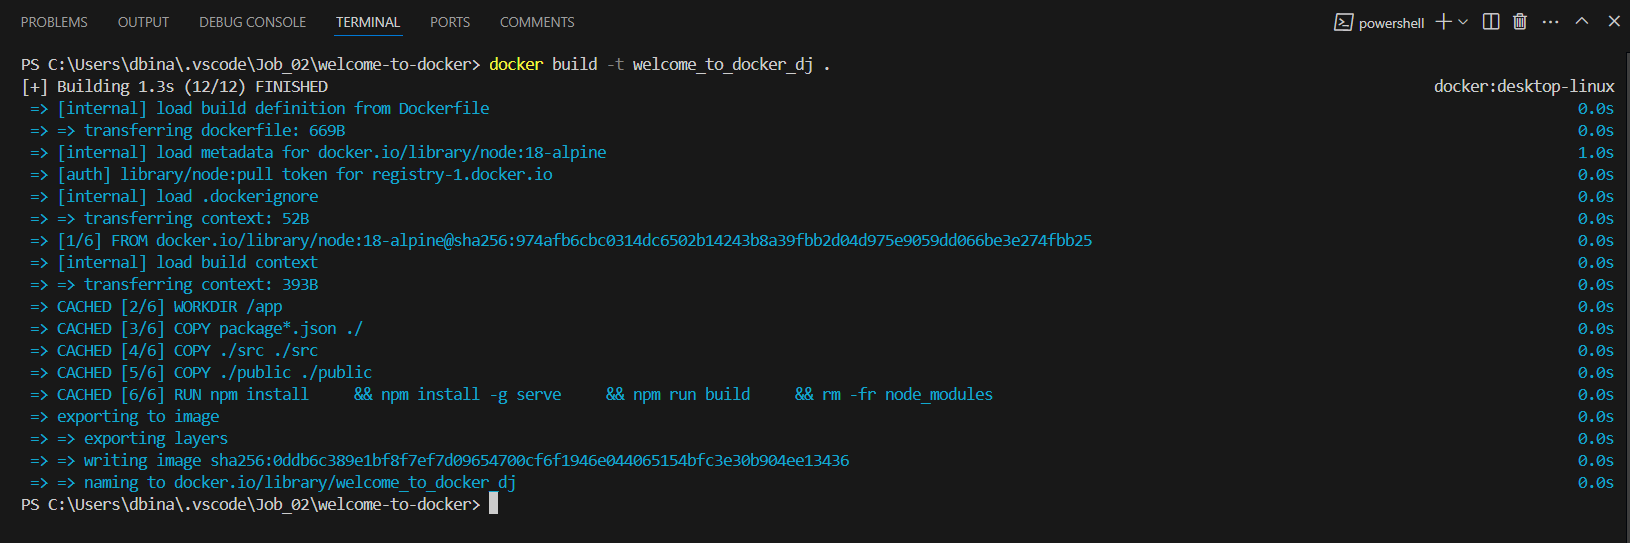 PROBLEMS OUTPUT DEBUG CONSOLE TERMINAL PORTS COMMENTS powershell
PS C:\Users\dbina\.vscode\Job_02\welcome-to-docker> docker build -t welcome_to_docker_dj .
[+] Building 1.3s (12/12) FINISHED docker:desktop-linux
=> [internal] load build definition from Dockerfile 0.0s
=> => transferring dockerfile: 669B 0.0s
=> [internal] load metadata for docker.io/library/node:18-alpine 1.0s
=> [auth] library/node:pull token for registry-1.docker.io 0.0s
=> [internal] load .dockerignore 0.0s
=> => transferring context: 52B 0.0s
=> [1/6] FROM docker.io/library/node:18-alpine@sha256:974afb6cbc0314dc6502b14243b8a39fbb2d04d975e9059dd066be3e274fbb25 0.0s
=> [internal] load build context 0.0s
=> => transferring context: 393B 0.0s
=> CACHED [2/6] WORKDIR /app 0.0s
=> CACHED [3/6] COPY package*.json ./ 0.0s
=> CACHED [4/6] COPY ./src ./src 0.0s
=> CACHED [5/6] COPY ./public ./public 0.0s
=> CACHED [6/6] RUN npm install     && npm install -g serve     && npm run build     && rm -fr node_modules 0.0s
=> exporting to image 0.0s
=> => exporting layers 0.0s
=> => writing image sha256:0ddb6c389e1bf8f7ef7d09654700cf6f1946e044065154bfc3e30b904ee13436 0.0s
=> => naming to docker.io/library/welcome_to_docker_dj 0.0s
PS C:\Users\dbina\.vscode\Job_02\welcome-to-docker>